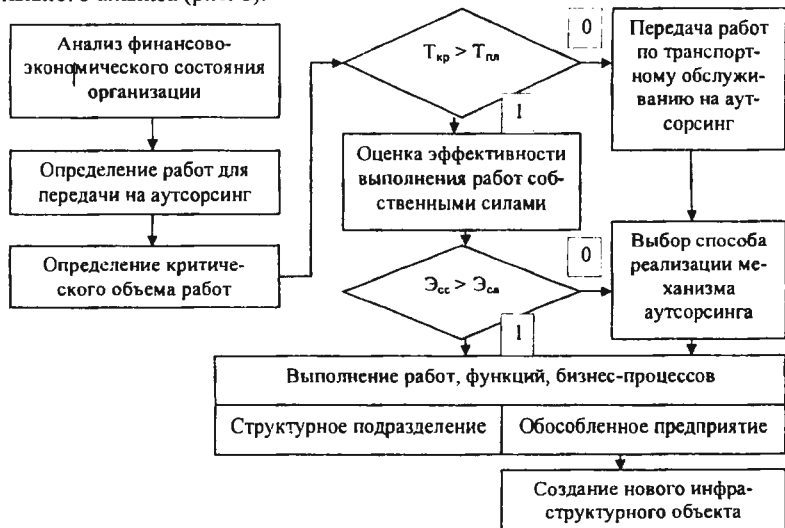 Анализ финансово-
экономического состояния
организации
Определение работ для
передачи на аутсорсинг
Определение критиче-
ского объема работ
Ткр > Тпл
0
1
Передача работ
по транспорт-
ному обслужи-
ванию на аут-
сорсинг
Оценка эффективности
выполнения работ соб-
ственными силами
Эсс > Эса
0
1
Выбор способа
реализации ме-
ханизма
аутсорсинга
Выполнение работ, функций, бизнес-процессов
Структурное подразделение
Обособленное предприятие
Создание нового инфра-
структурного объекта